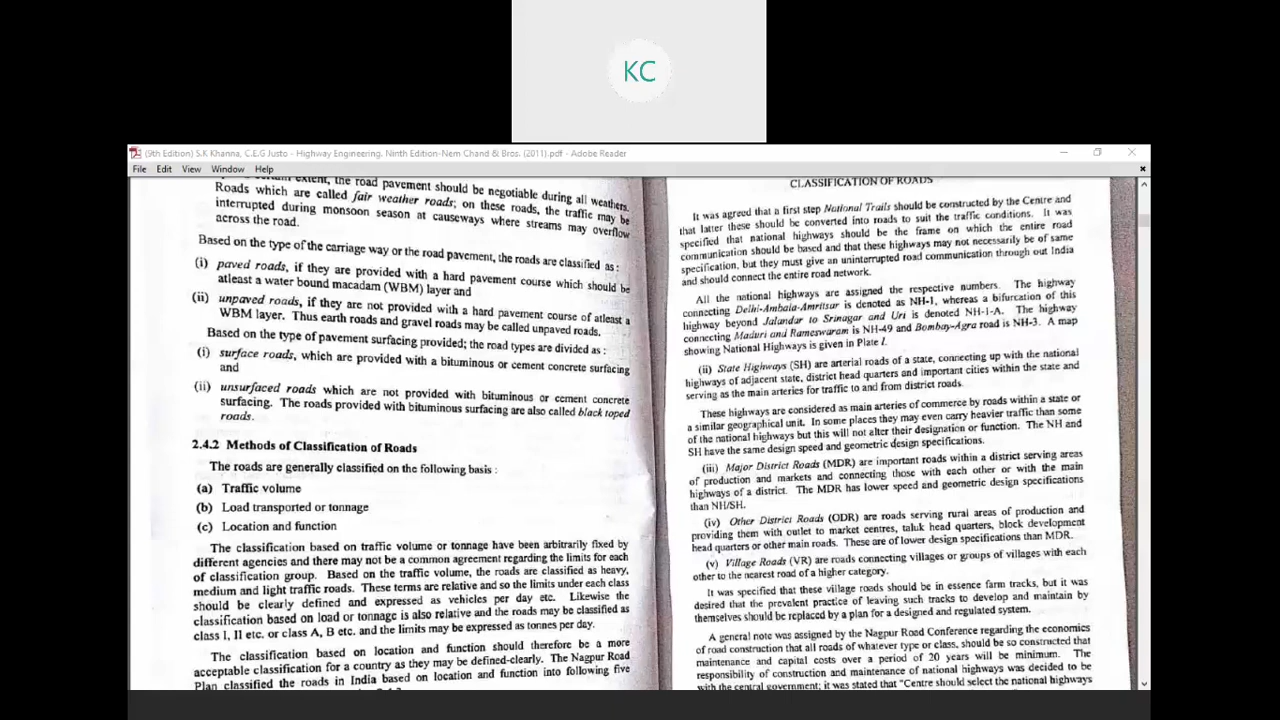 KC
(9th Edition) S.K Khanna, C.E.G Justo - Highway Engineering. Ninth Edition-Nem Chand & Bros. (2011).pdf - Adobe Reader
File Edit View Window Help
extent, the road pavement should be negotiable during all weathers.
Roads which are called fair weather roads; on these roads, the traffic may be
interrupted during monsoon season at causeways where streams may overflow
across the road.
Based on the type of the carriage way or the road pavement, the roads are classified as :
(i) paved roads, if they are provided with a hard pavement course which should be
atleast a water bound macadam (WBM) layer and
(ii) unpaved roads, if they are not provided with a hard pavement course of atleast a
WBM layer. Thus earth roads and gravel roads may be called unpaved roads.
Based on the type of pavement surfacing provided; the road types are divided as :
(i) surface roads, which are provided with a bituminous or cement concrete surfacing
and
(ii) unsurfaced roads which are not provided with bituminous or cement concrete
surfacing. The roads provided with bituminous surfacing are also called black toped
roads.
2.4.2 Methods of Classification of Roads
The roads are generally classified on the following basis :
(a) Traffic volume
(b) Load transported or tonnage
(c) Location and function
The classification based on traffic volume or tonnage have been arbitrarily fixed by
different agencies and there may not be a common agreement regarding the limits for each
of classification group. Based on the traffic volume, the roads are classified as heavy,
medium and light traffic roads. These terms are relative and so the limits under each class
should be clearly defined and expressed as vehicles per day etc. Likewise the
classification based on load or tonnage is also relative and the roads may be classified as
class I, II etc. or class A, B etc. and the limits may be expressed as tonnes per day.
The classification based on location and function should therefore be a more
acceptable classification for a country as they may be defined-clearly. The Nagpur Road
Plan classified the roads in India based on location and function into following five
CLASSIFICATION OF ROADS
It was agreed that a first step National Trails should be constructed by the Centre and
that latter these should be converted into roads to suit the traffic conditions. It was
specified that national highways should be the frame on which the entire road
communication should be based and that these highways may not necessarily be of same
specification, but they must give an uninterrupted road communication through out India
and should connect the entire road network.
All the national highways are assigned the respective numbers. The highway
connecting Delhi-Ambala-Amritsar is denoted as NH-1, whereas a bifurcation of this
highway beyond Jalandar to Srinagar and Uri is denoted NH-1-A. The highway
connecting Maduri and Rameswaram is NH-49 and Bombay-Agra road is NH-3. A map
showing National Highways is given in Plate I.
(ii) State Highways (SH) are arterial roads of a state, connecting up with the national
highways of adjacent state, district head quarters and important cities within the state and
serving as the main arteries for traffic to and from district roads.
These highways are considered as main arteries of commerce by roads within a state or
a similar geographical unit. In some places they may even carry heavier traffic than some
of the national highways but this will not alter their designation or function. The NH and
SH have the same design speed and geometric design specifications.
(iii) Major District Roads (MDR) are important roads within a district serving areas
of production and markets and connecting those with each other or with the main
highways of a district. The MDR has lower speed and geometric design specifications
than NH/SH.
(iv) Other District Roads (ODR) are roads serving rural areas of production and
providing them with outlet to market centres, taluk head quarters, block development
head quarters or other main roads. These are of lower design specifications than MDR.
(v) Village Roads (VR) are roads connecting villages or groups of villages with each
other to the nearest road of a higher category.
It was specified that these village roads should be in essence farm tracks, but it was
desired that the prevalent practice of leaving such tracks to develop and maintain by
themselves should be replaced by a plan for a designed and regulated system.
A general note was assigned by the Nagpur Road Conference regarding the economics
of road construction that all roads of whatever type or class, should be so constructed that
maintenance and capital costs over a period of 20 years will be minimum. The
responsibility of construction and maintenance of national highways was decided to be
with the central government; it was stated that "Centre should select the national highways